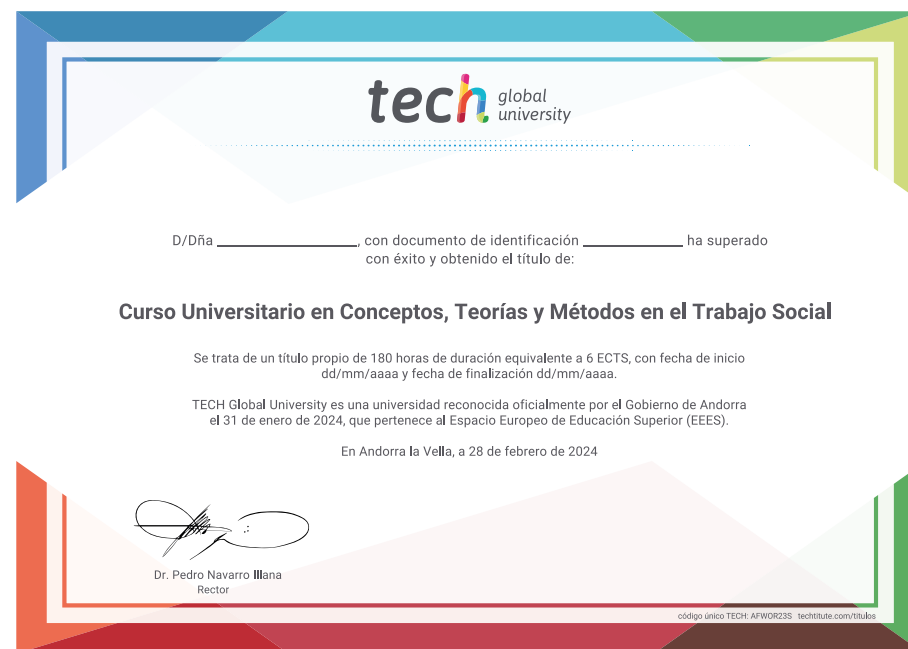 tech global university
D/Dña ____________, con documento de identificación ____________ ha superado
con éxito y obtenido el título de:
Curso Universitario en Conceptos, Teorías y Métodos en el Trabajo Social
Se trata de un título propio de 180 horas de duración equivalente a 6 ECTS, con fecha de inicio
dd/mm/aaaa y fecha de finalización dd/mm/aaaa.
TECH Global University es una universidad reconocida oficialmente por el Gobierno de Andorra
el 31 de enero de 2024, que pertenece al Espacio Europeo de Educación Superior (EEES).
En Andorra la Vella, a 28 de febrero de 2024
Dr. Pedro Navarro Illana
Rector
código único TECH: AFWOR23S techtitute.com/titulos